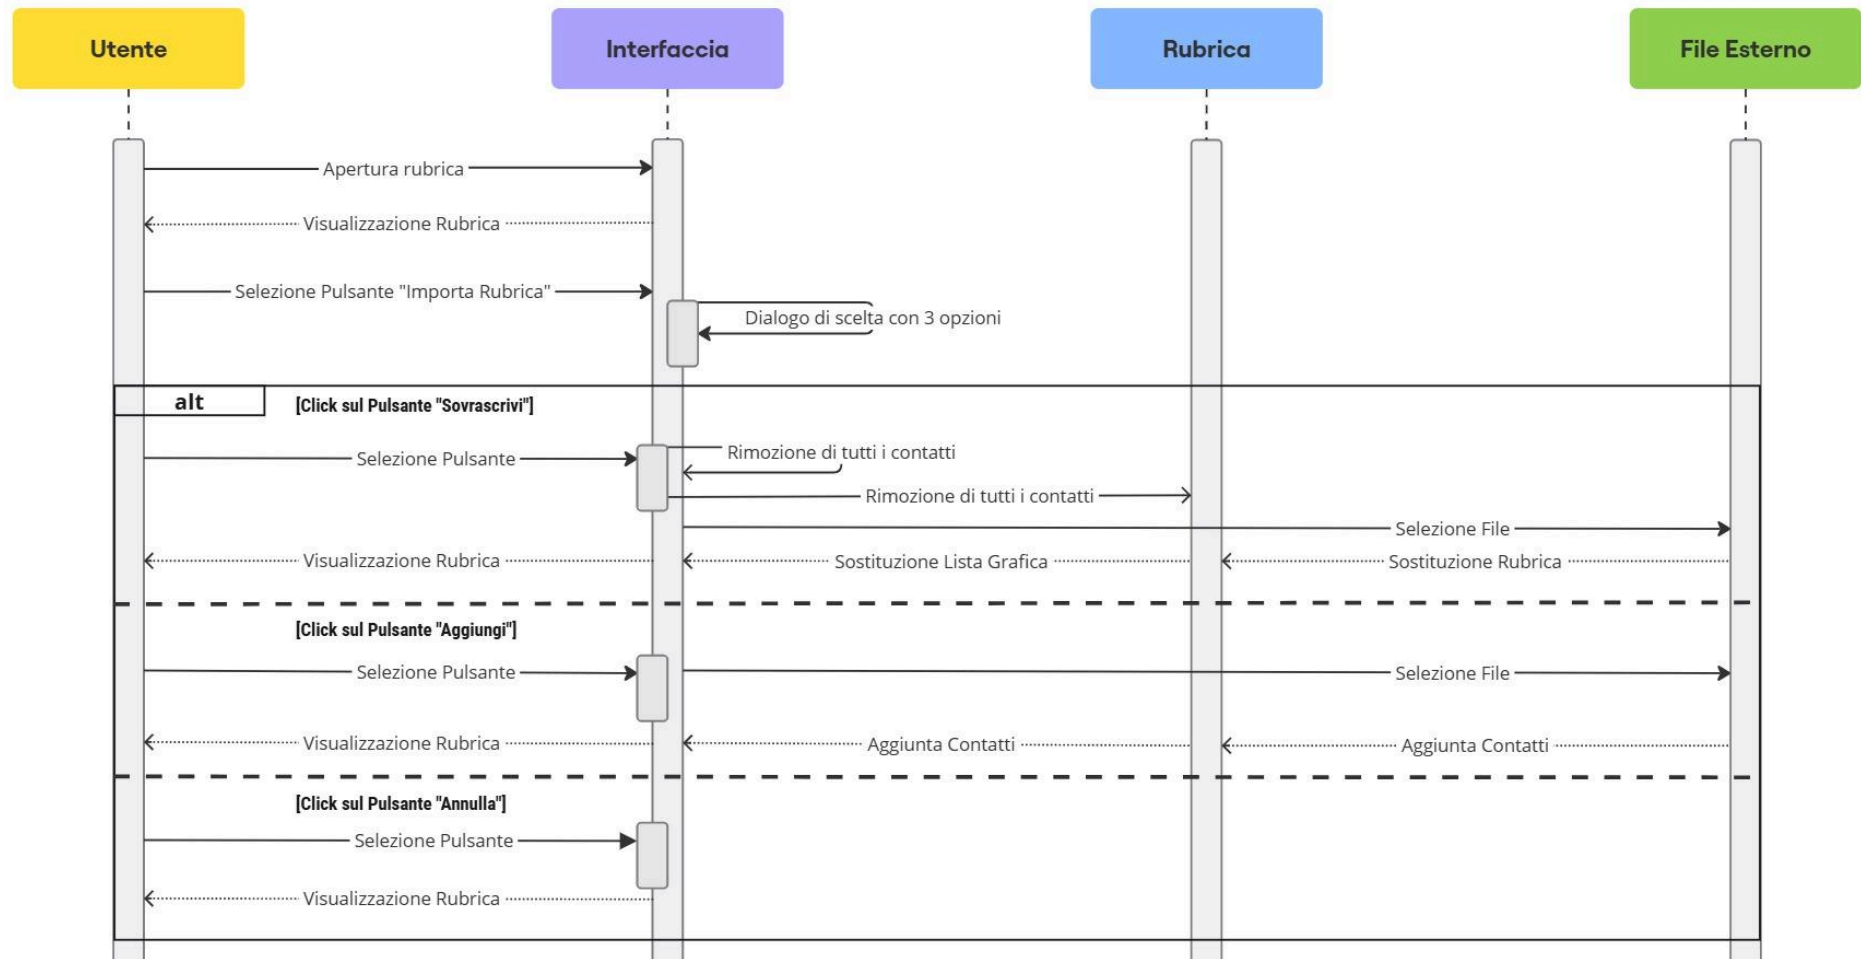 Utente
Interfaccia
Rubrica
File Esterno
Apertura rubrica
Visualizzazione Rubrica
Selezione Pulsante "Importa Rubrica"
Dialogo di scelta con 3 opzioni
alt
[Click sul Pulsante "Sovrascrivi"]
Rimozione di tutti i contatti
Selezione Pulsante
Rimozione di tutti i contatti
Selezione File
Visualizzazione Rubrica
Sostituzione Lista Grafica
Sostituzione Rubrica
[Click sul Pulsante "Aggiungi"]
Selezione Pulsante
Selezione File
Visualizzazione Rubrica
Aggiunta Contatti
Aggiunta Contatti
[Click sul Pulsante "Annulla"]
Selezione Pulsante
Visualizzazione Rubrica